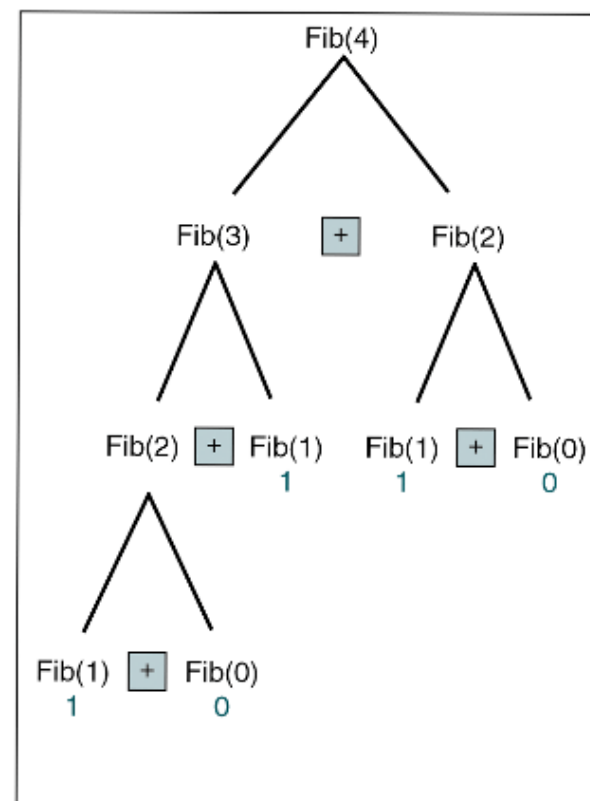 Fib(4)
Fib(3) + Fib(2)
Fib(2) + Fib(1) Fib(1) + Fib(0)
1 1 0
Fib(1) + Fib(0)
1 0